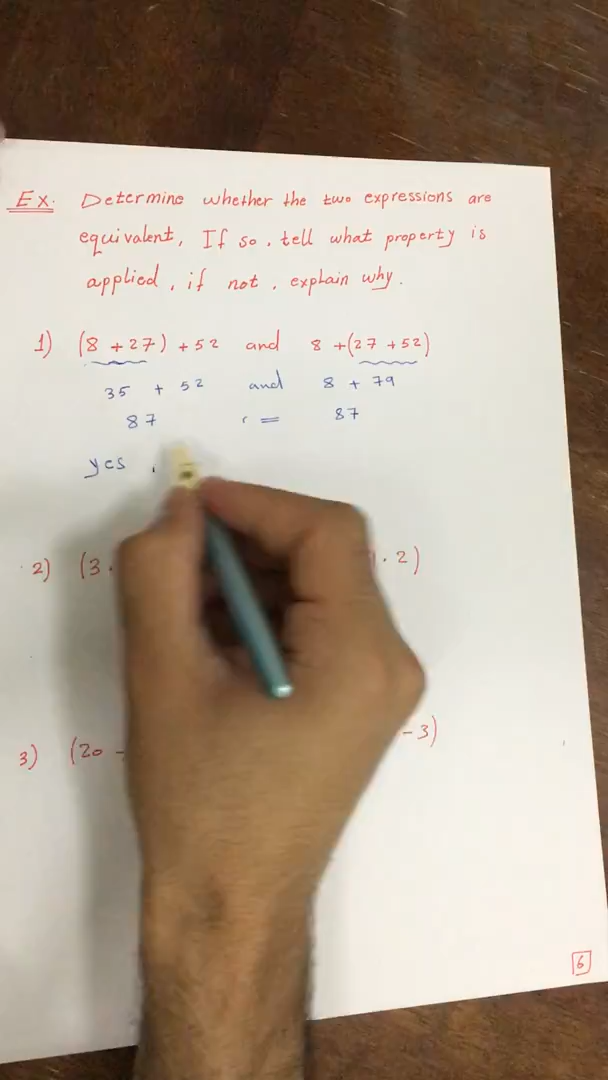 Ex. Determine whether the two expressions are
equivalent, If so, tell what property is
applied, if not, explain why.
1) (8 + 27) + 52 and 8 + (27 + 52)
35 + 52 and 8 + 79
87 = 87
yes,
2) (3 · · 2)
3) (20 - - 3)
6